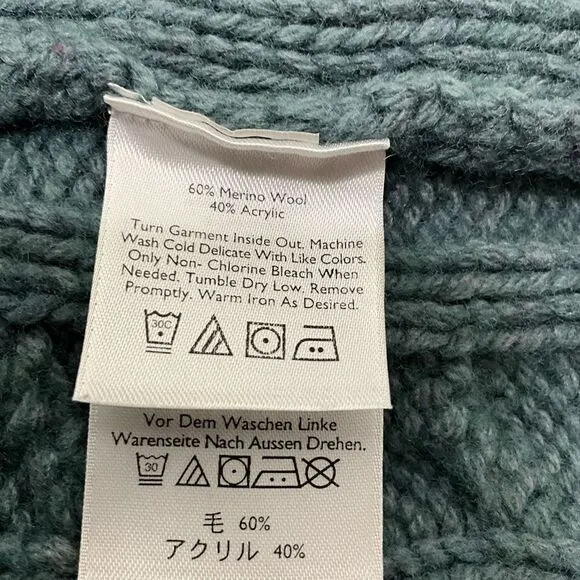 60% Merino Wool
40% Acrylic
Turn Garment Inside Out. Machine
Wash Cold Delicate With Like Colors.
Only Non- Chlorine Bleach When
Needed. Tumble Dry Low. Remove
Promptly. Warm Iron As Desired.
30C
Vor Dem Waschen Linke
Warenseite Nach Aussen Drehen.
30
毛 60%
アクリル 40%